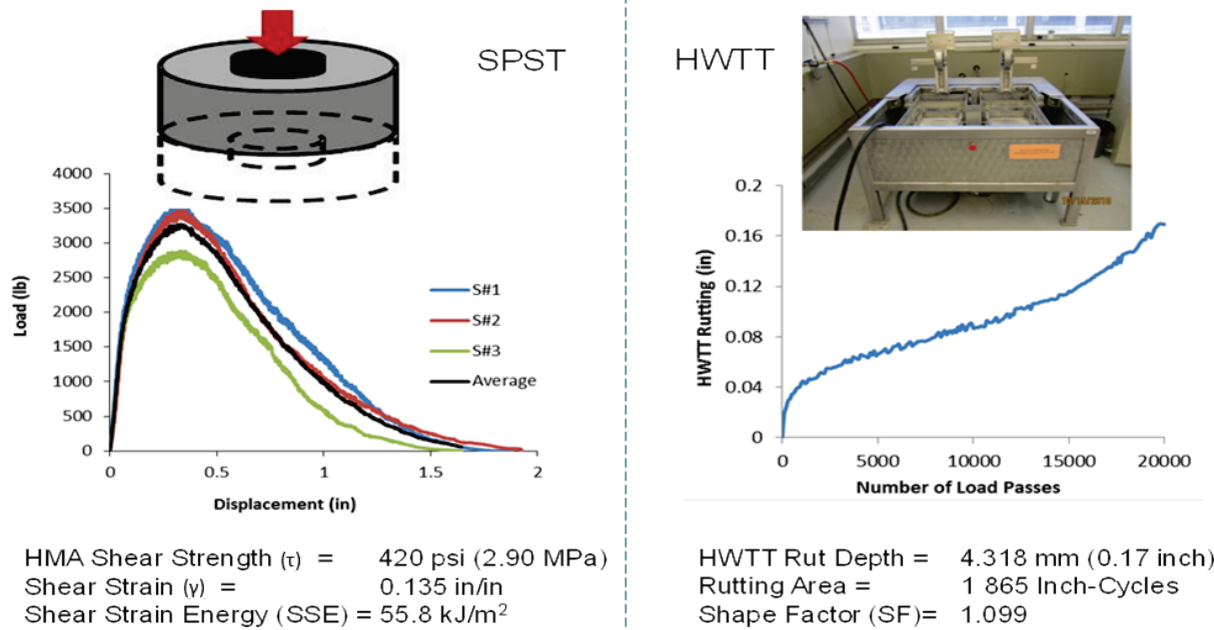 SPST
4000
3500
3000
2500
2000
1500
1000
500
0
Load (lb)
S#1
S#2
S#3
Average
0 0.5 1 1.5 2
Displacement (in)
HMA Shear Strength (τ) = 420 psi (2.90 MPa)
Shear Strain (γ) = 0.135 in/in
Shear Strain Energy (SSE) = 55.8 kJ/m²
HWTT
0.2
0.16
0.12
0.08
0.04
0
HWTT Rutting (in)
0 5000 10000 15000 20000
Number of Load Passes
HWTT Rut Depth = 4.318 mm (0.17 inch)
Rutting Area = 1 865 Inch-Cycles
Shape Factor (SF)= 1.099